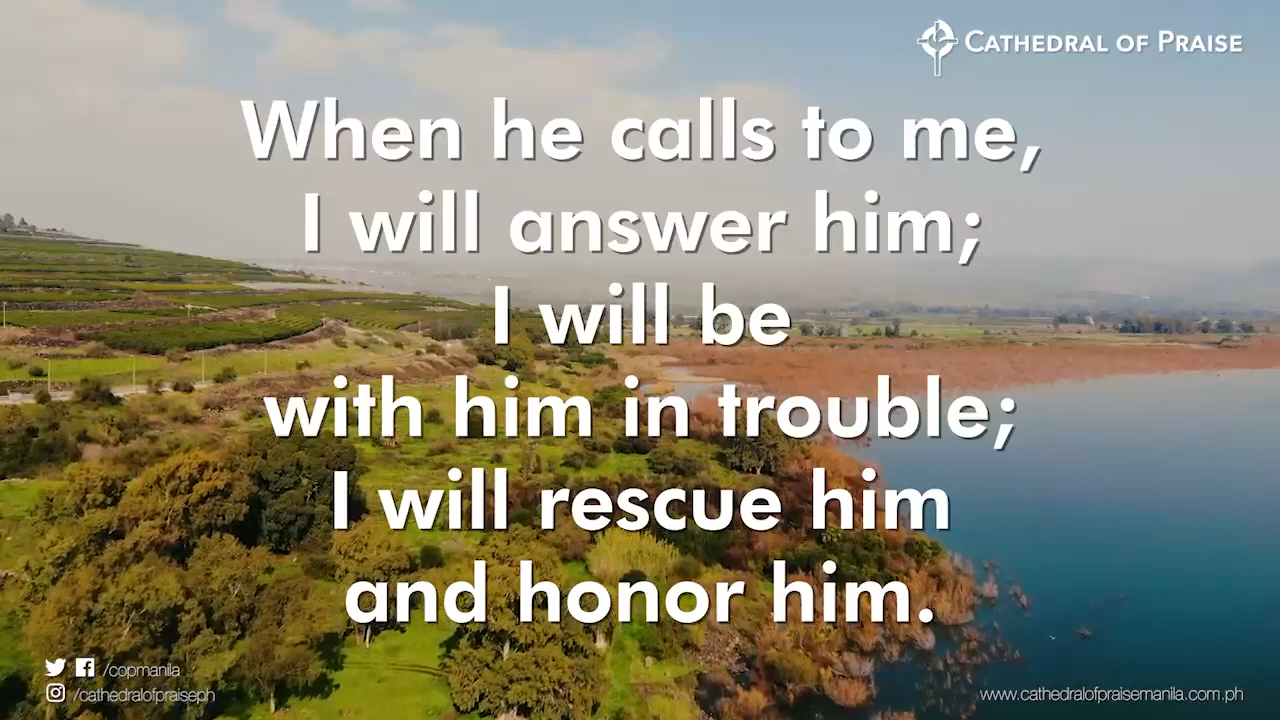 CATHEDRAL OF PRAISE
When he calls to me,
I will answer him;
I will be
with him in trouble;
I will rescue him
and honor him.
/copmanila
/cathedralofpraiseph
www.cathedralofpraisemanila.com.ph